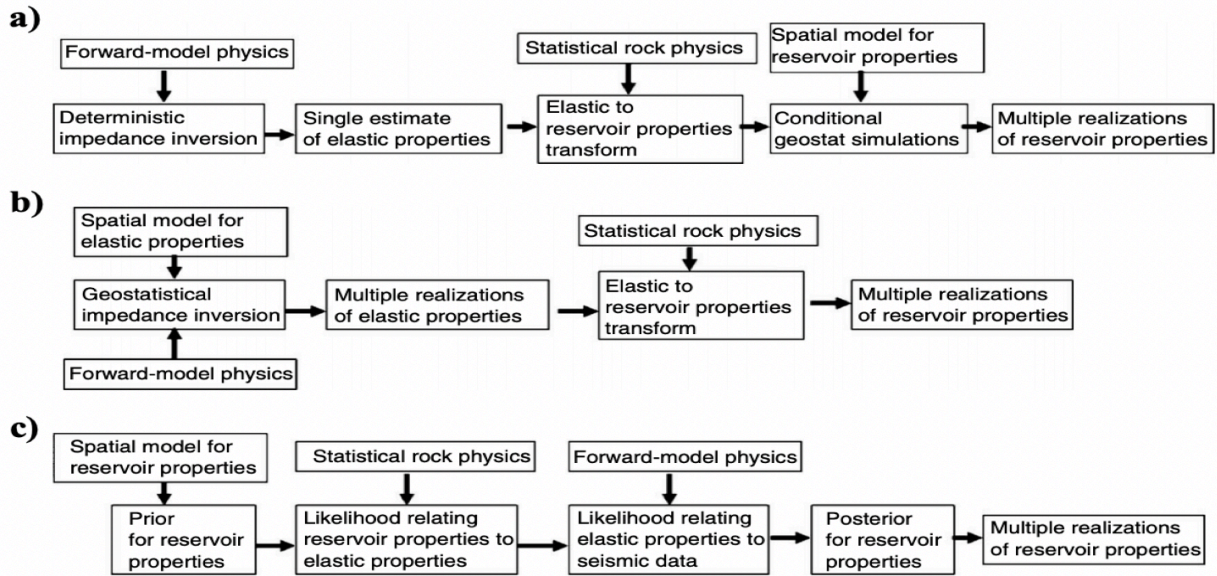 a)
Forward-model physics
Deterministic
impedance inversion
Single estimate
of elastic properties
Statistical rock physics
Elastic to
reservoir properties
transform
Spatial model for
reservoir properties
Conditional
geostat simulations
Multiple realizations
of reservoir properties
b)
Spatial model for
elastic properties
Geostatistical
impedance inversion
Forward-model physics
Multiple realizations
of elastic properties
Statistical rock physics
Elastic to
reservoir properties
transform
Multiple realizations
of reservoir properties
c)
Spatial model for
reservoir properties
Prior
for reservoir
properties
Statistical rock physics
Likelihood relating
reservoir properties to
elastic properties
Forward-model physics
Likelihood relating
elastic properties to
seismic data
Posterior
for reservoir
properties
Multiple realizations
of reservoir properties